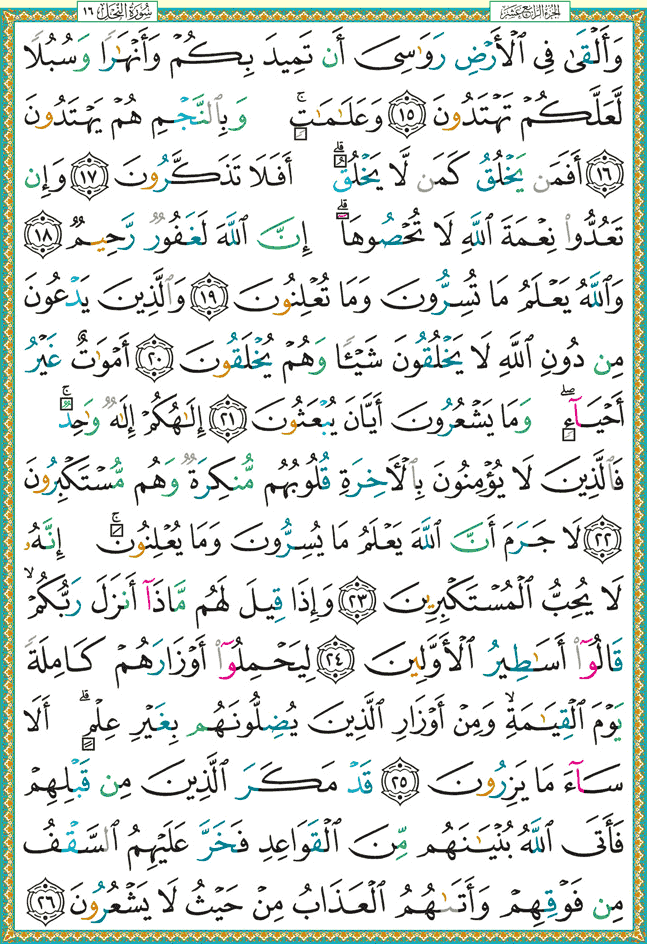 سُورَةُ النَّحْل ١٦
الجزء الرابع عشر
وَأَلْقَىٰ فِي ٱلْأَرْضِ رَوَٰسِيَ أَن تَمِيدَ بِكُمْ وَأَنْهَٰرًا وَسُبُلًا
لَّعَلَّكُمْ تَهْتَدُونَ ١٥ وَعَلَٰمَٰتٍۚ وَبِٱلنَّجْمِ هُمْ يَهْتَدُونَ
١٦ أَفَمَن يَخْلُقُ كَمَن لَّا يَخْلُقُۗ أَفَلَا تَذَكَّرُونَ ١٧ وَإِن
تَعُدُّوا۟ نِعْمَةَ ٱللَّهِ لَا تُحْصُوهَاۗ إِنَّ ٱللَّهَ لَغَفُورٌ رَّحِيمٌ ١٨
وَٱللَّهُ يَعْلَمُ مَا تُسِرُّونَ وَمَا تُعْلِنُونَ ١٩ وَٱلَّذِينَ يَدْعُونَ
مِن دُونِ ٱللَّهِ لَا يَخْلُقُونَ شَيْـًٔا وَهُمْ يُخْلَقُونَ ٢٠ أَمْوَٰتٌ غَيْرُ
أَحْيَآءٍۖ وَمَا يَشْعُرُونَ أَيَّانَ يُبْعَثُونَ ٢١ إِلَٰهُكُمْ إِلَٰهٌ وَٰحِدٌۚ
فَٱلَّذِينَ لَا يُؤْمِنُونَ بِٱلْأَخِرَةِ قُلُوبُهُم مُّنكِرَةٌ وَهُم مُّسْتَكْبِرُونَ
٢٢ لَا جَرَمَ أَنَّ ٱللَّهَ يَعْلَمُ مَا يُسِرُّونَ وَمَا يُعْلِنُونَۚ إِنَّهُۥ
لَا يُحِبُّ ٱلْمُسْتَكْبِرِينَ ٢٣ وَإِذَا قِيلَ لَهُم مَّاذَآ أَنزَلَ رَبُّكُمْۙ
قَالُوٓا۟ أَسَٰطِيرُ ٱلْأَوَّلِينَ ٢٤ لِيَحْمِلُوٓا۟ أَوْزَارَهُمْ كَامِلَةً
يَوْمَ ٱلْقِيَٰمَةِۙ وَمِنْ أَوْزَارِ ٱلَّذِينَ يُضِلُّونَهُم بِغَيْرِ عِلْمٍۗ أَلَا
سَآءَ مَا يَزِرُونَ ٢٥ قَدْ مَكَرَ ٱلَّذِينَ مِن قَبْلِهِمْ
فَأَتَى ٱللَّهُ بُنْيَٰنَهُم مِّنَ ٱلْقَوَاعِدِ فَخَرَّ عَلَيْهِمُ ٱلسَّقْفُ
مِن فَوْقِهِمْ وَأَتَىٰهُمُ ٱلْعَذَابُ مِنْ حَيْثُ لَا يَشْعُرُونَ ٢٦